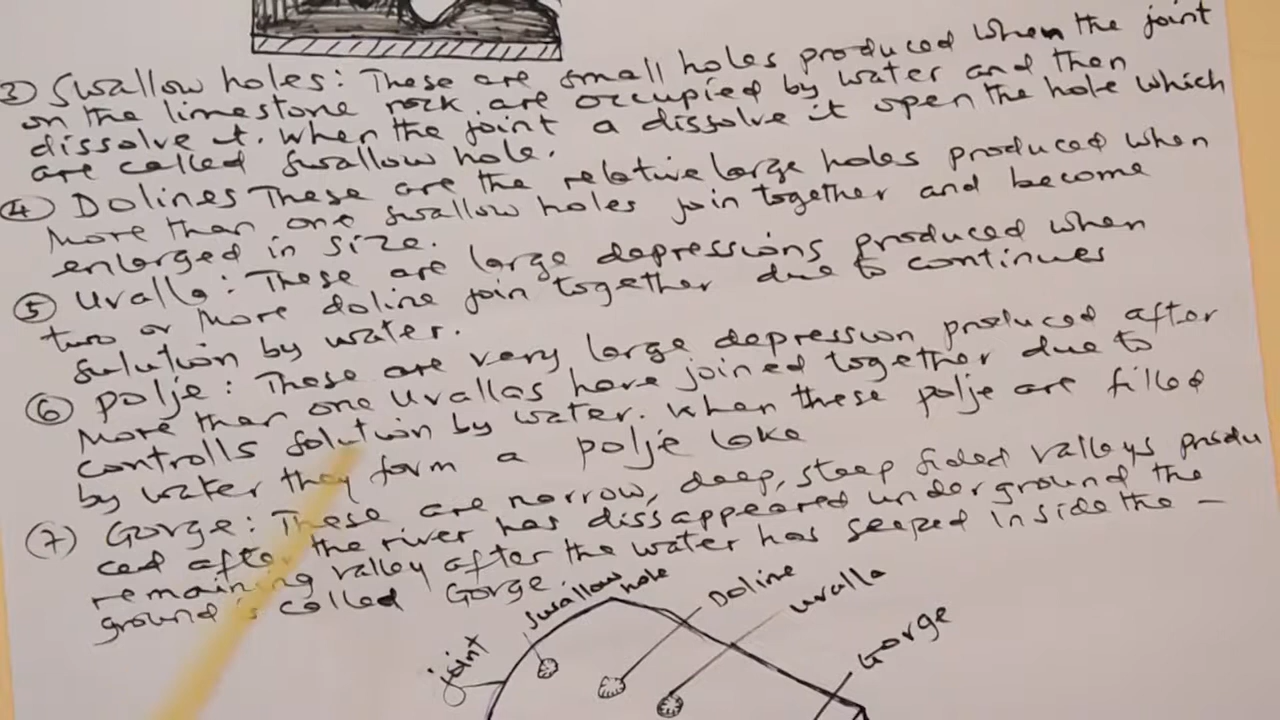 3) Swallow holes: These are small holes produced when the joint
on the limestone rock are occupied by water and then
dissolve it. When the joint a dissolve it open the hole which
are called Swallow hole.
4) Dolines These are the relative large holes produced when
More than one swallow holes join together and become
enlarged in size.
5) Uvalla: These are large depressions produced when
two or more doline join together due to continues
solution by water.
6) Polje: These are very large depression produced after
More than one Uvallas have joined together due to
controlls solution by water. When these polje are filled
by water they form a polje lake
7) Gorge: These are narrow, deep, steep sided valleys produ
ced after the river has dissappeared underground the
remaining valley after the water has seeped inside the –
ground is called Gorge.
joint
Swallow hole
Doline
Uvalla
Gorge